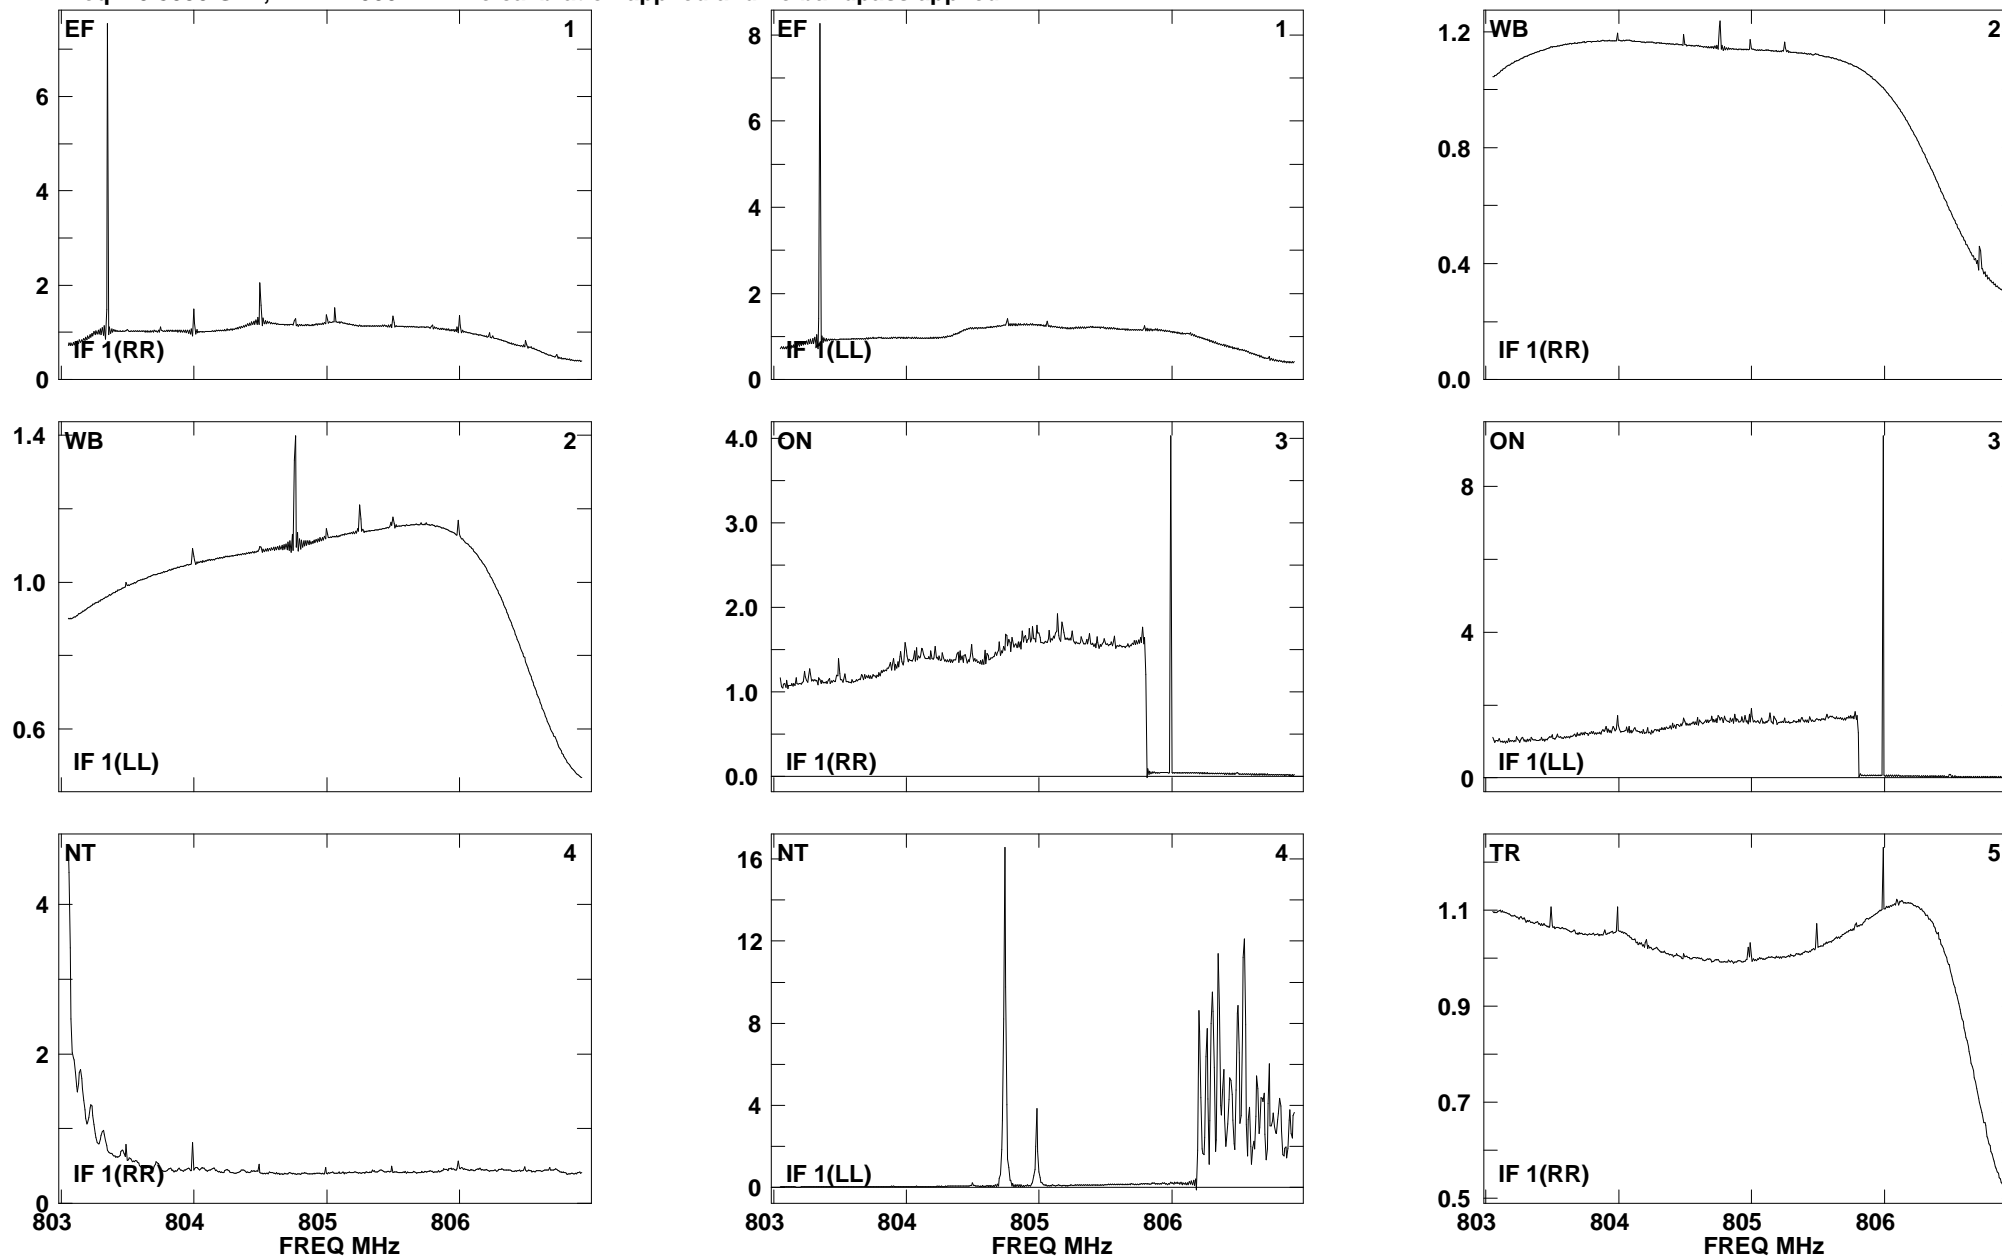 EF 1
6
4
2
0
IF 1(RR)
EF 1
8
6
4
2
0
IF 1(LL)
WB 2
1.2
0.8
0.4
0.0
IF 1(RR)
WB 2
1.4
1.0
0.6
IF 1(LL)
ON 3
4.0
3.0
2.0
1.0
0.0
IF 1(RR)
ON 3
8
4
0
IF 1(LL)
NT 4
4
2
0
IF 1(RR)
803 804 805 806
FREQ MHz
NT 4
16
12
8
4
0
IF 1(LL)
803 804 805 806
FREQ MHz
TR 5
1.1
0.9
0.7
0.5
IF 1(RR)
803 804 805 806
FREQ MHz